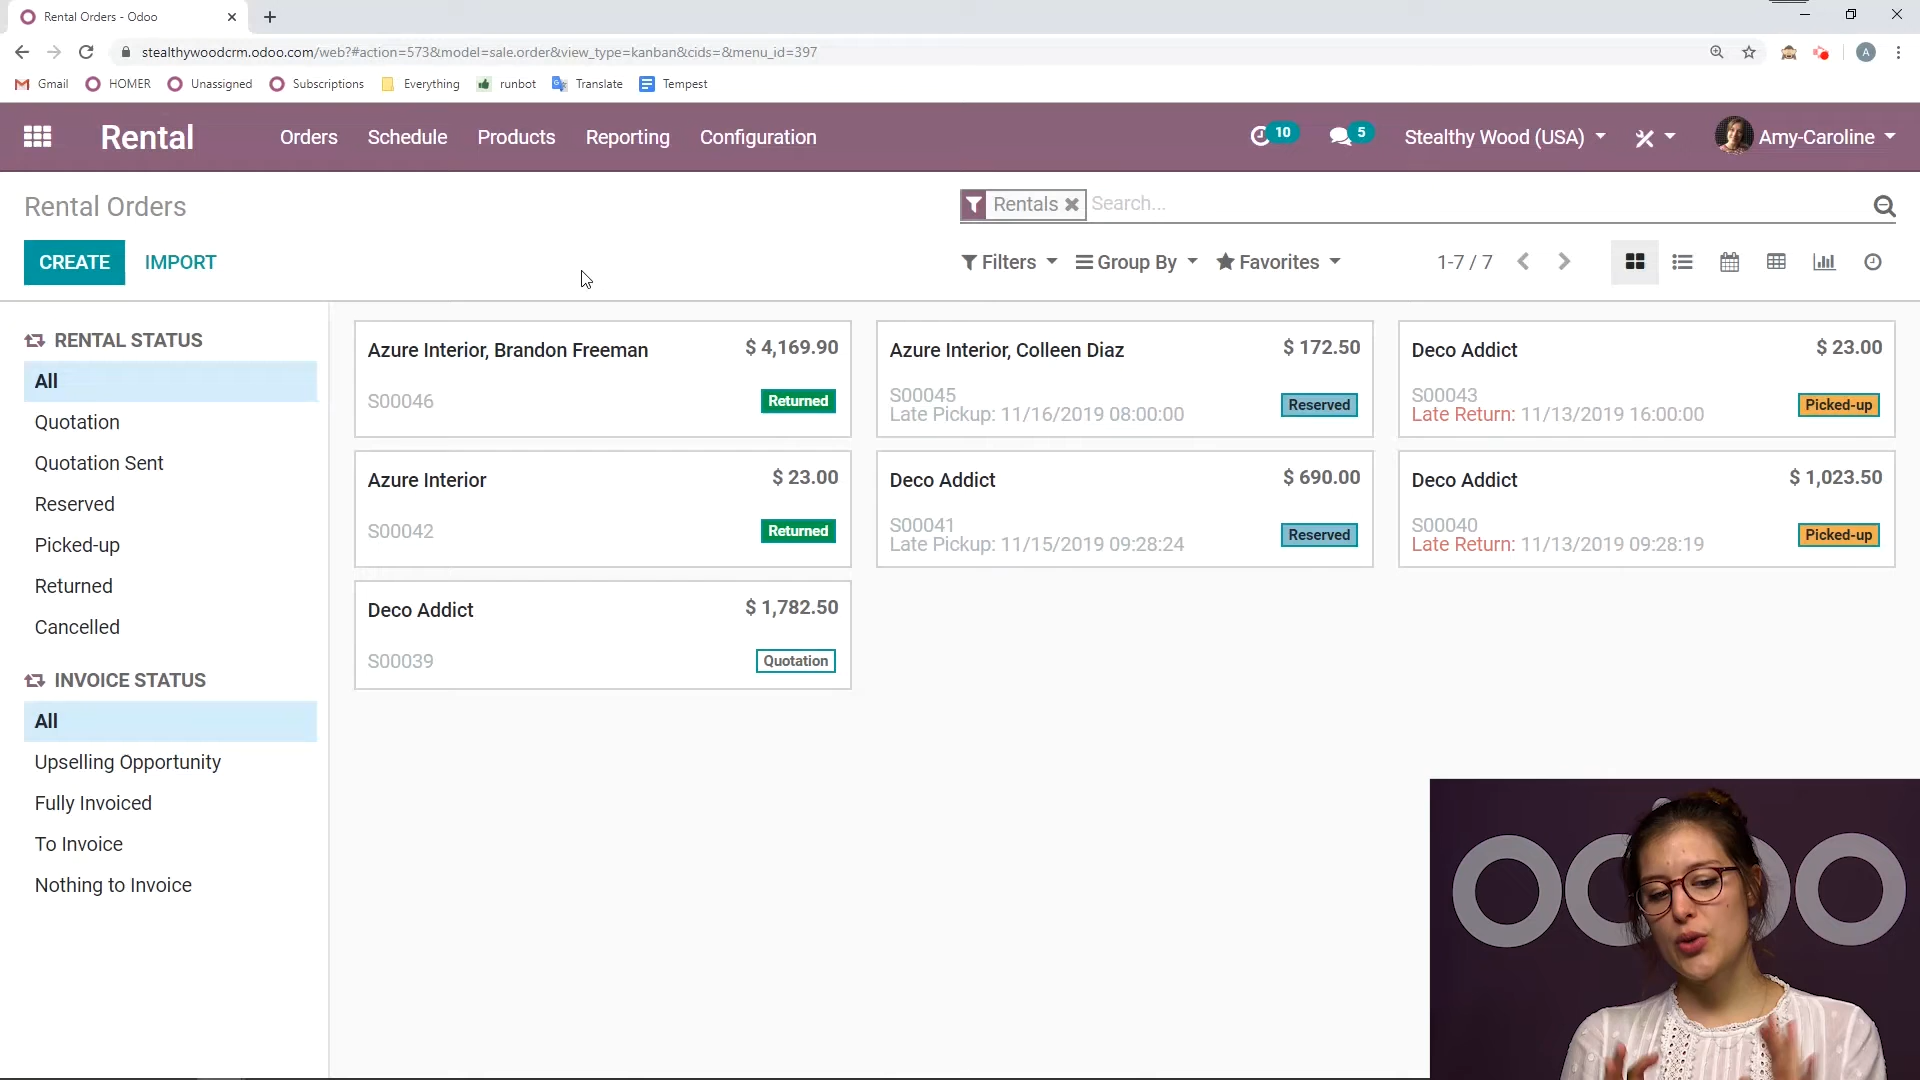 Rental Orders - Odoo
stealthywoodcrm.odoo.com/web?#action=573&model=sale.order&view_type=kanban&cids=&menu_id=397
A
Gmail HOMER Unassigned Subscriptions Everything runbot Translate Tempest
Rental Orders Schedule Products Reporting Configuration 10 5 Stealthy Wood (USA) Amy-Caroline
Rental Orders
Rentals Search...
CREATE IMPORT
Filters Group By Favorites 1-7 / 7
RENTAL STATUS
All
Quotation
Quotation Sent
Reserved
Picked-up
Returned
Cancelled
INVOICE STATUS
All
Upselling Opportunity
Fully Invoiced
To Invoice
Nothing to Invoice
Azure Interior, Brandon Freeman $ 4,169.90
S00046 Returned
Azure Interior, Colleen Diaz $ 172.50
S00045
Late Pickup: 11/16/2019 08:00:00 Reserved
Deco Addict $ 23.00
S00043
Late Return: 11/13/2019 16:00:00 Picked-up
Azure Interior $ 23.00
S00042 Returned
Deco Addict $ 690.00
S00041
Late Pickup: 11/15/2019 09:28:24 Reserved
Deco Addict $ 1,023.50
S00040
Late Return: 11/13/2019 09:28:19 Picked-up
Deco Addict $ 1,782.50
S00039 Quotation
odoo